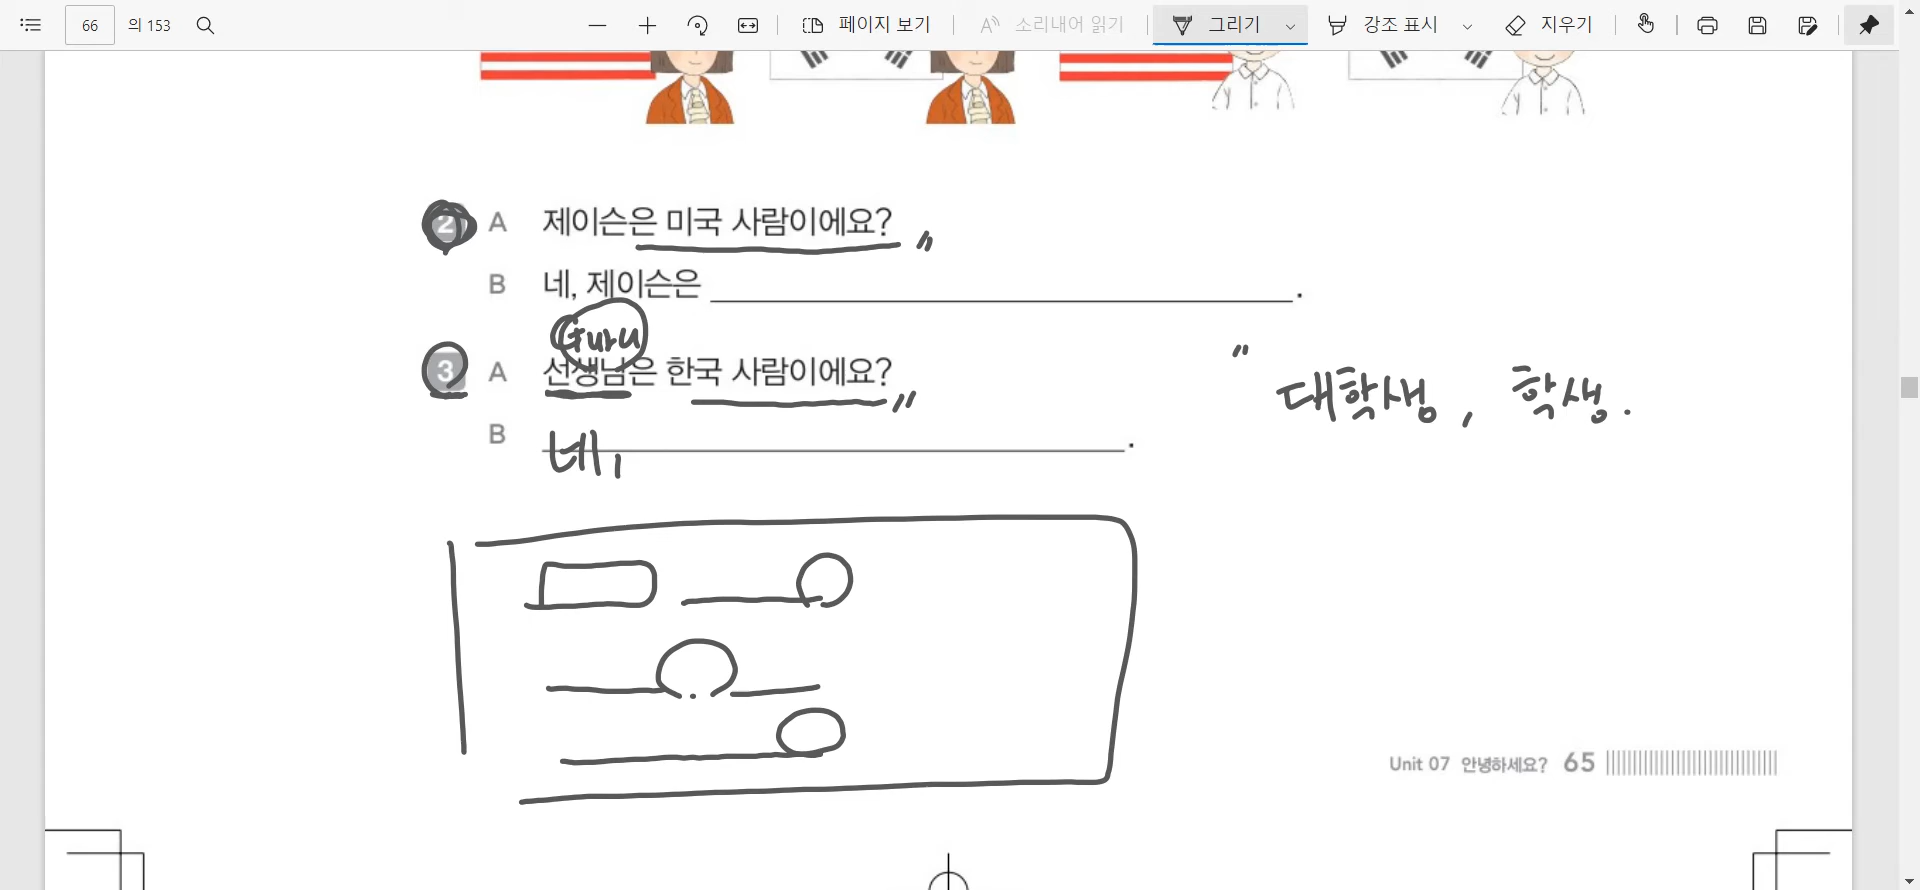 66 의 153 페이지 보기 소리내어 읽기 그리기 강조 표시 지우기
2 A 제이슨은 미국 사람이에요?
B 네, 제이슨은 .
Guru
3 A 선생님은 한국 사람이에요?
대학생, 학생.
B 네, .
Unit 07 안녕하세요? 65